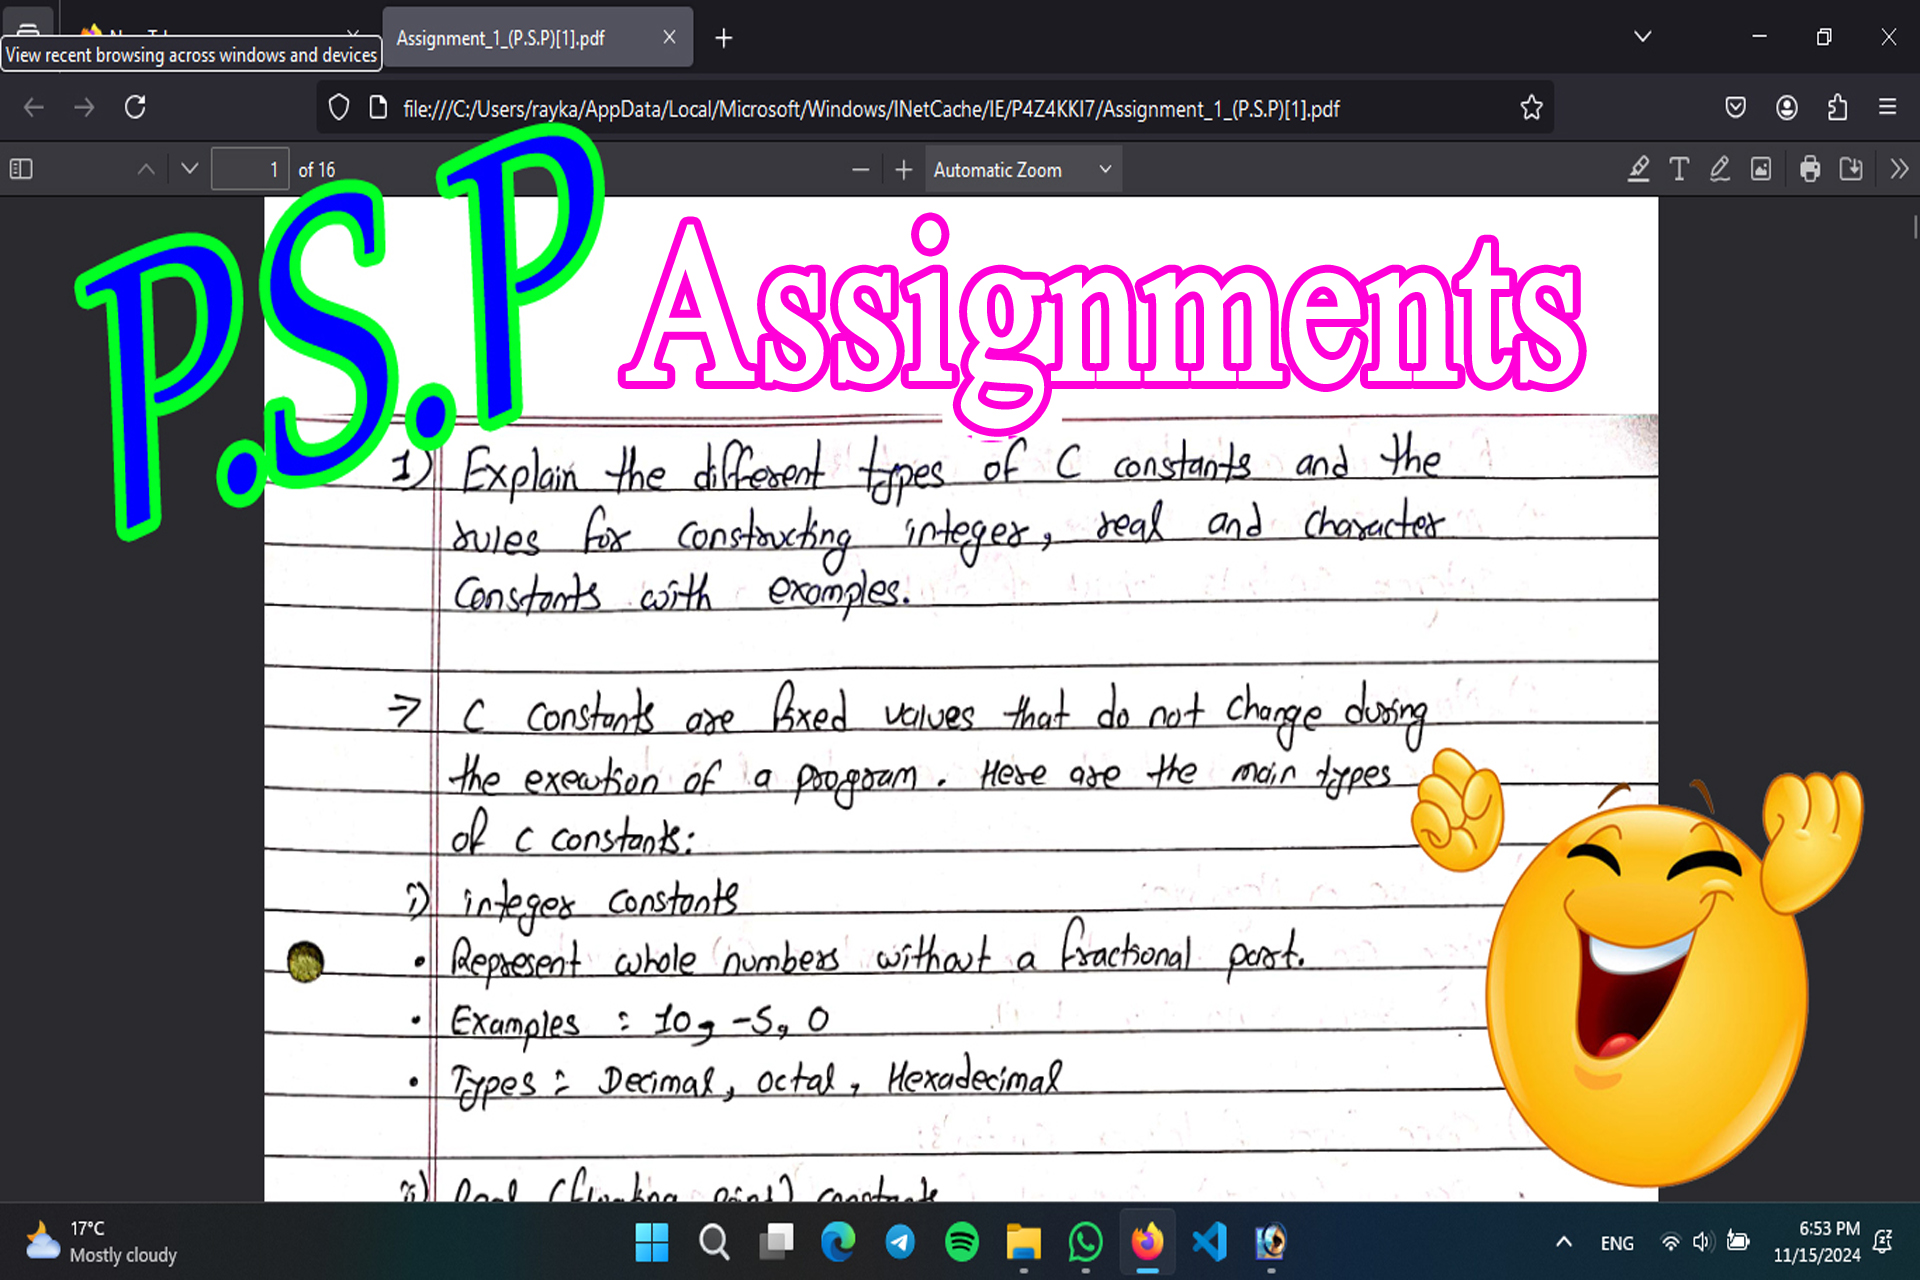 New Tab
Assignment_1_(P.S.P)[1].pdf
View recent browsing across windows and devices
file:///C:/Users/rayka/AppData/Local/Microsoft/Windows/INetCache/IE/P4Z4KKI7/Assignment_1_(P.S.P)[1].pdf
1 of 16
Automatic Zoom
P.S.P Assignments
1) Explain the different types of C constants and the
rules for constructing integer, real and character
constants with examples.
⇒ C constants are fixed values that do not change during
the execution of a program. Here are the main types
of C constants:
i) integer constants
• Represent whole numbers without a fractional part.
• Examples : 10, -5, 0
• Types : Decimal, octal, Hexadecimal
ii) Real (floating point) constants
17°C
Mostly cloudy
ENG
6:53 PM
11/15/2024